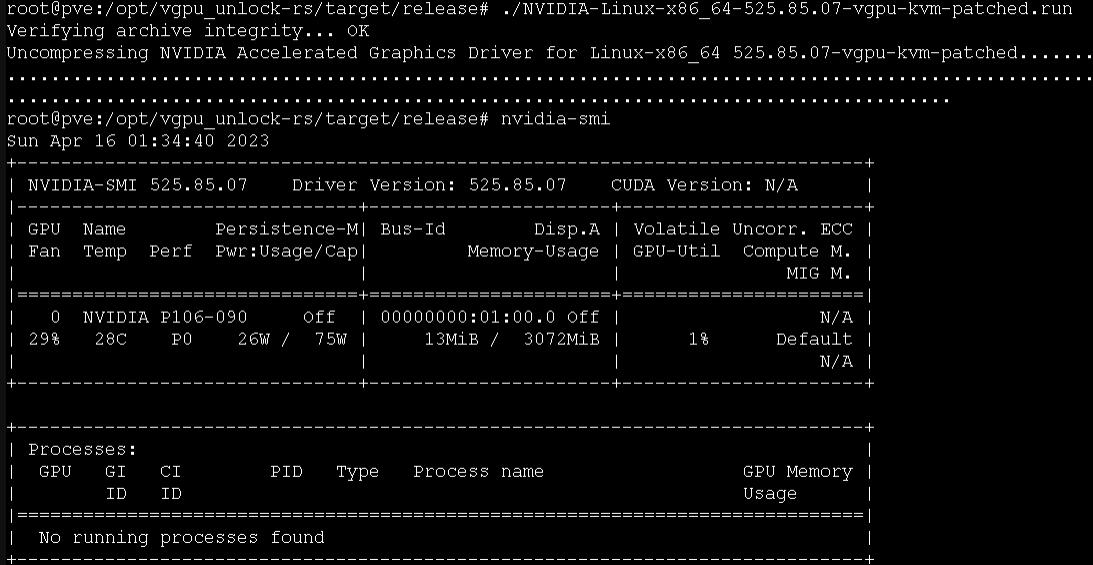 root@pve:/opt/vgpu_unlock-rs/target/release# ./NVIDIA-Linux-x86_64-525.85.07-vgpu-kvm-patched.run
Verifying archive integrity... OK
Uncompressing NVIDIA Accelerated Graphics Driver for Linux-x86_64 525.85.07-vgpu-kvm-patched.......
....................................................................................................
......................................................................................
root@pve:/opt/vgpu_unlock-rs/target/release# nvidia-smi
Sun Apr 16 01:34:40 2023
+-----------------------------------------------------------------------------+
| NVIDIA-SMI 525.85.07    Driver Version: 525.85.07    CUDA Version: N/A      |
|-------------------------------+----------------------+----------------------+
| GPU  Name        Persistence-M| Bus-Id        Disp.A | Volatile Uncorr. ECC |
| Fan  Temp  Perf  Pwr:Usage/Cap|         Memory-Usage | GPU-Util  Compute M. |
|                               |                      |               MIG M. |
|===============================+======================+======================|
|   0  NVIDIA P106-090     Off  | 00000000:01:00.0 Off |                  N/A |
| 29%   28C    P0    26W /  75W |     13MiB /  3072MiB |      1%      Default |
|                               |                      |                  N/A |
+-------------------------------+----------------------+----------------------+
+-----------------------------------------------------------------------------+
| Processes:                                                                  |
|  GPU   GI   CI        PID   Type   Process name                  GPU Memory |
|        ID   ID                                                   Usage      |
|=============================================================================|
|  No running processes found                                                 |
+-----------------------------------------------------------------------------+